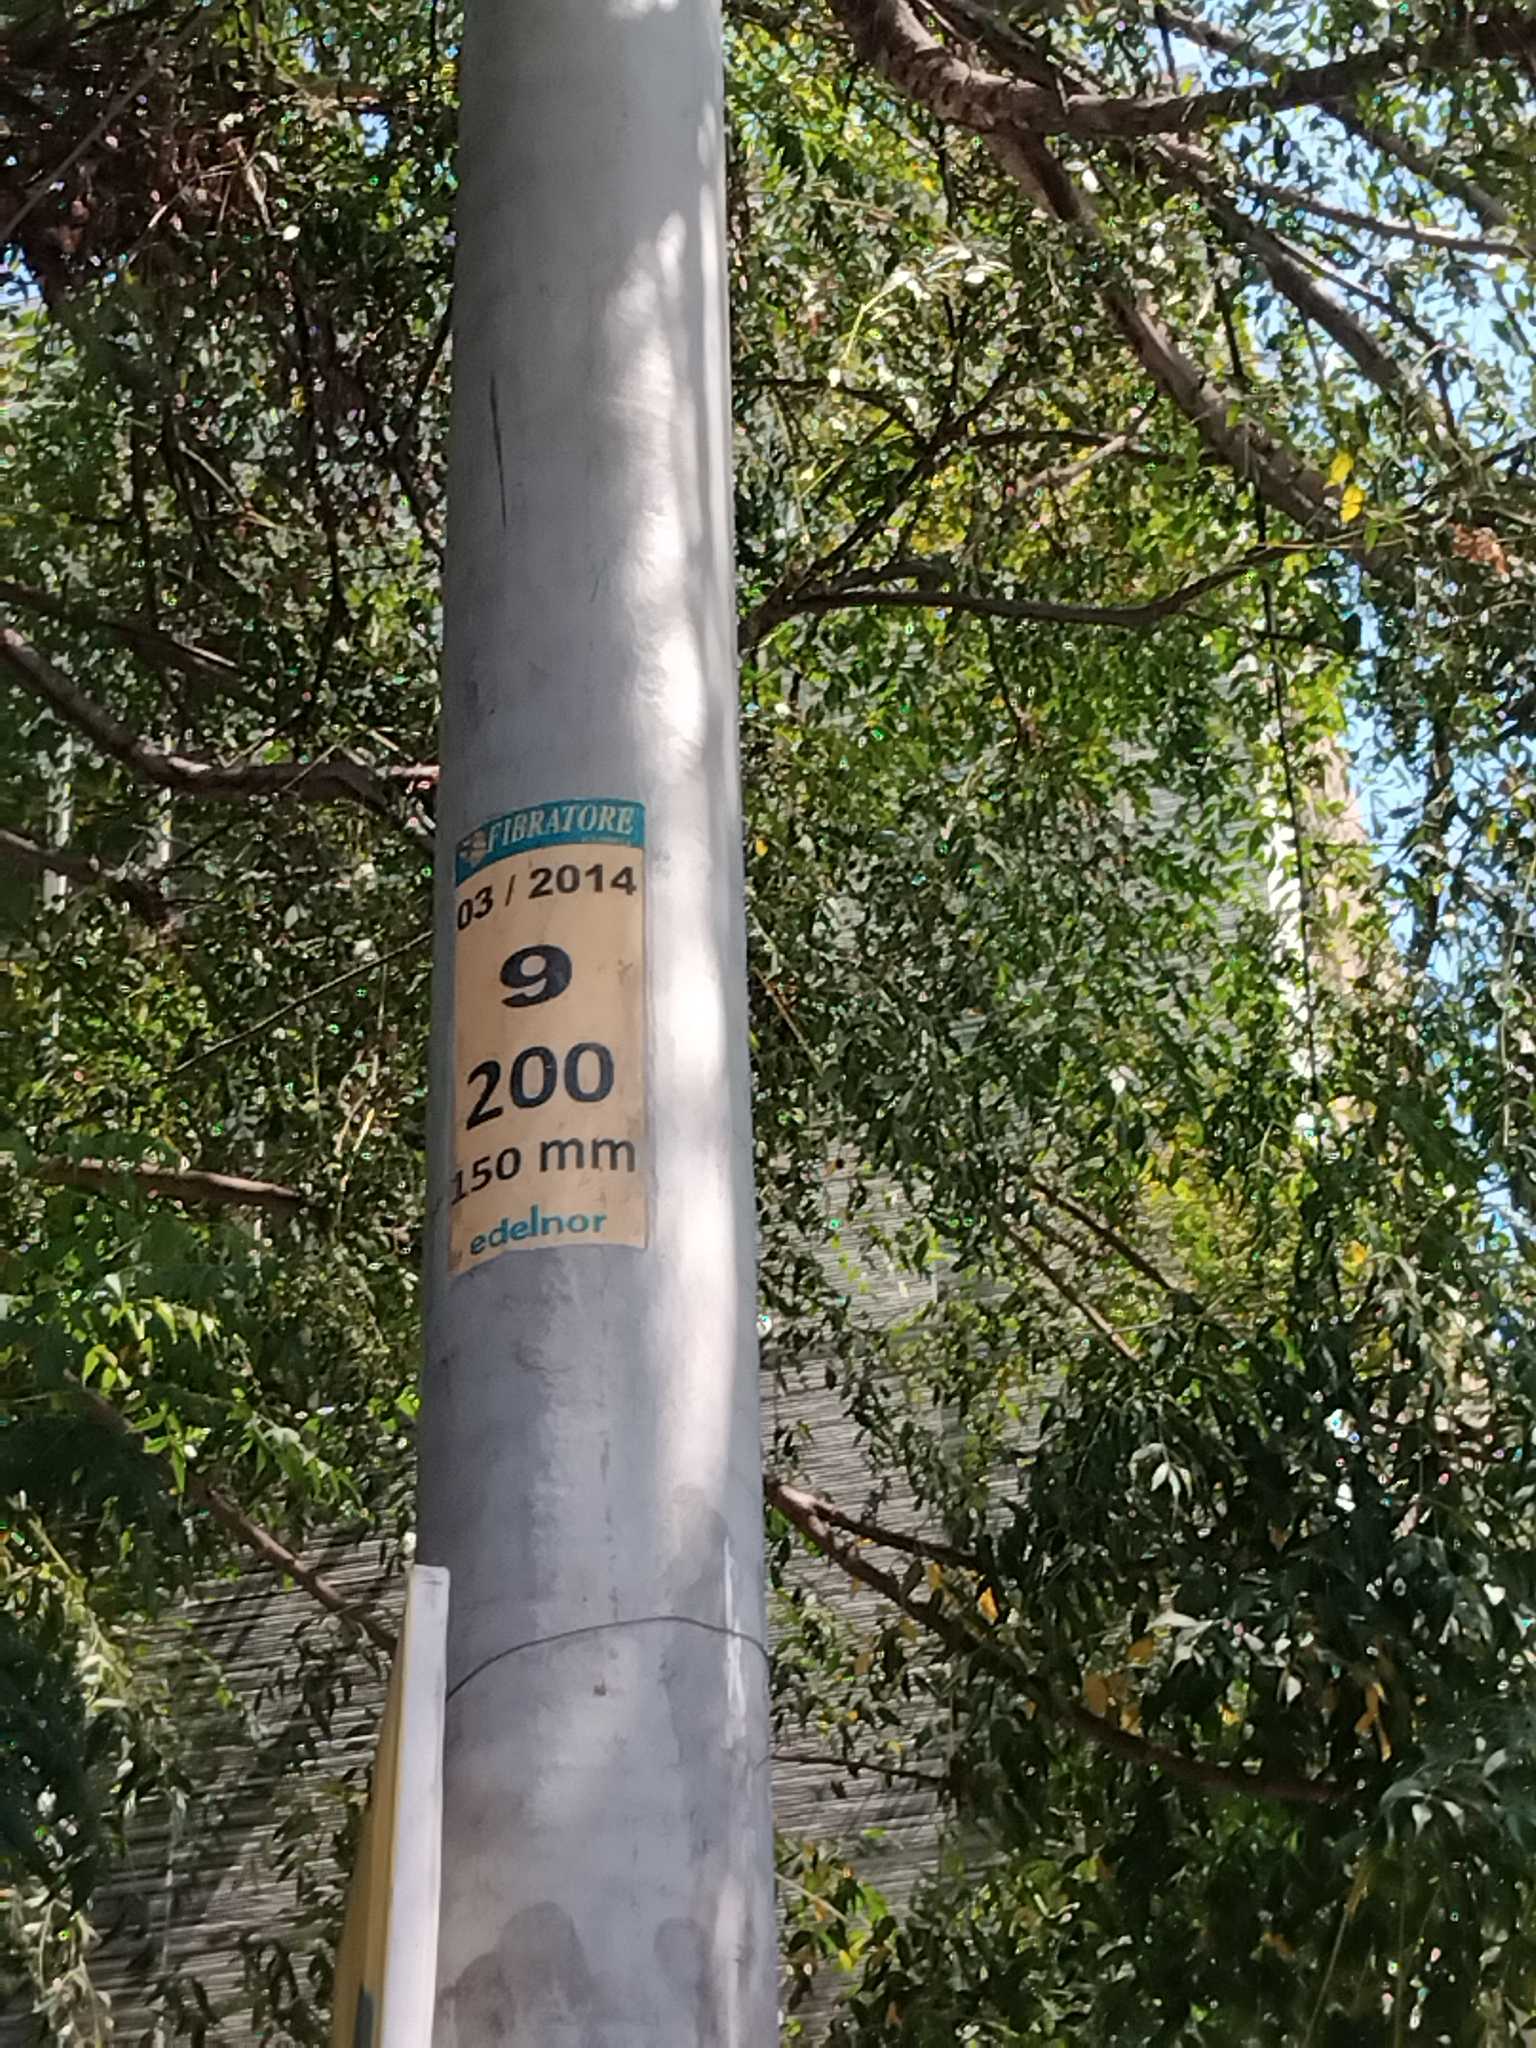 FIBRATORE
03 / 2014
9
200
150 mm
edelnor